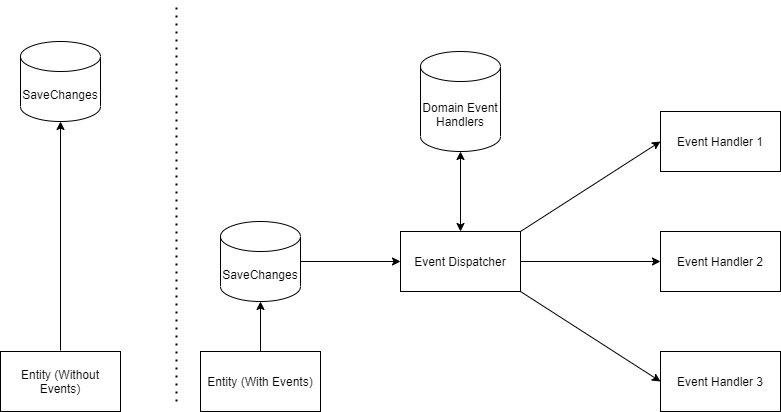 SaveChanges
Entity (Without
Events)
Domain Event
Handlers
SaveChanges
Entity (With Events)
Event Dispatcher
Event Handler 1
Event Handler 2
Event Handler 3